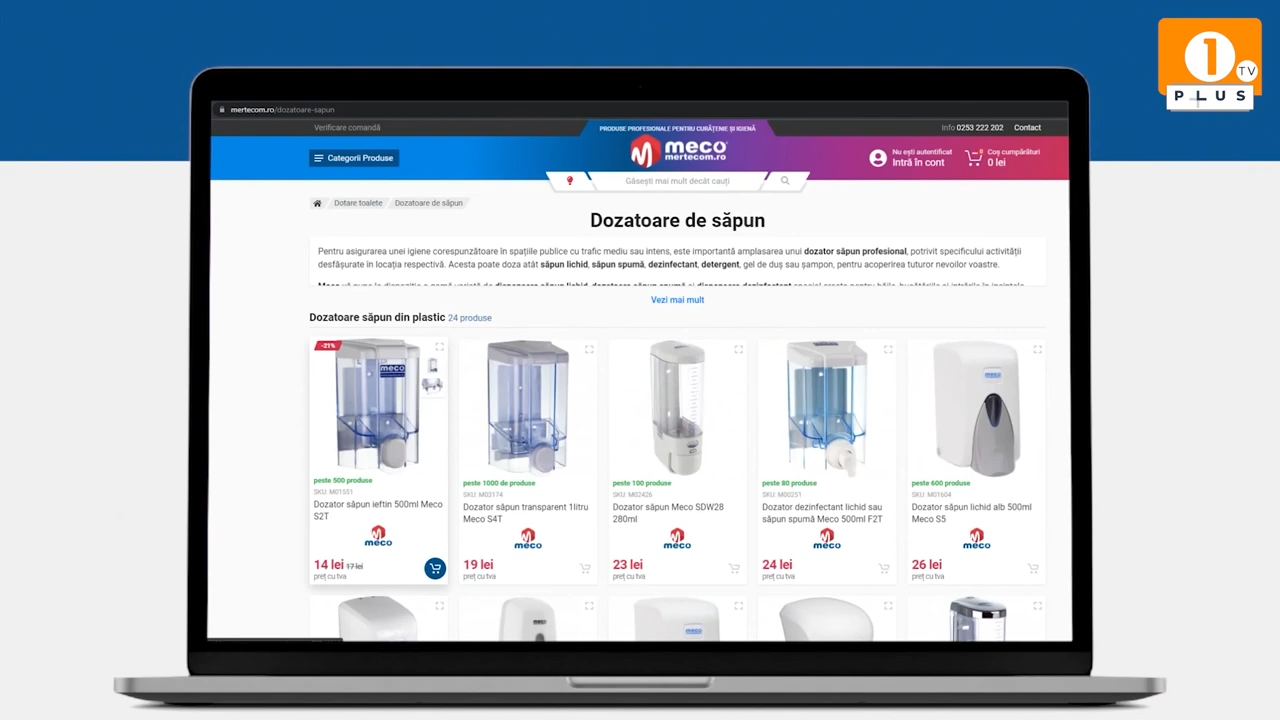 1
TV
PLUS
mertecom.ro/dozatoare-sapun
Verificare comandă
PRODUSE PROFESIONALE PENTRU CURĂȚENIE ȘI IGIENĂ
Info 0253 222 202 Contact
Categorii Produse
meco
mertecom.ro
Nu ești autentificat
Intră în cont
0
Coș cumpărături
0 lei
Găsești mai mult decât cauți
Dotare toalete
Dozatoare de săpun
Dozatoare de săpun
Pentru asigurarea unei igiene corespunzătoare în spațiile publice cu trafic mediu sau intens, este importantă amplasarea unui dozator săpun profesional, potrivit specificului activității
desfășurate în locația respectivă. Acesta poate doza atât săpun lichid, săpun spumă, dezinfectant, detergent, gel de duș sau șampon, pentru acoperirea tuturor nevoilor voastre.
Vezi mai mult
Dozatoare săpun din plastic 24 produse
-21%
meco
peste 500 produse
SKU: M01551
Dozator săpun ieftin 500ml Meco
S2T
meco
14 lei 17 lei
preț cu tva
peste 1000 de produse
SKU: M02174
Dozator săpun transparent 1litru
Meco S4T
meco
19 lei
preț cu tva
peste 100 produse
SKU: M02426
Dozator săpun Meco SDW28
280ml
meco
23 lei
preț cu tva
peste 80 produse
SKU: M00251
Dozator dezinfectant lichid sau
săpun spumă Meco 500ml F2T
meco
24 lei
preț cu tva
meco
peste 600 produse
SKU: M01604
Dozator săpun lichid alb 500ml
Meco S5
meco
26 lei
preț cu tva
meco
meco